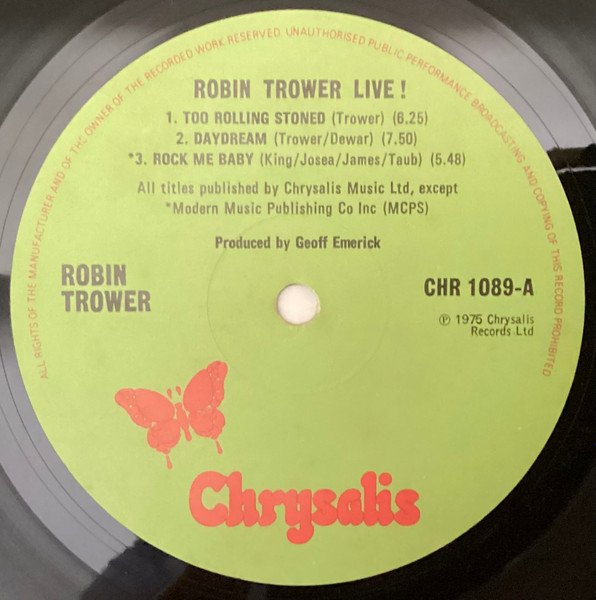 ALL RIGHTS OF THE MANUFACTURER AND OF THE OWNER OF THE RECORDED WORK RESERVED. UNAUTHORISED PUBLIC PERFORMANCE BROADCASTING AND COPYING OF THIS RECORD PROHIBITED
ROBIN TROWER LIVE !
1. TOO ROLLING STONED (Trower) (6.25)
2. DAYDREAM (Trower/Dewar) (7.50)
*3. ROCK ME BABY (King/Josea/James/Taub) (5.48)
All titles published by Chrysalis Music Ltd, except
*Modern Music Publishing Co Inc (MCPS)
Produced by Geoff Emerick
ROBIN
TROWER
CHR 1089-A
℗ 1975 Chrysalis
Records Ltd
Chrysalis